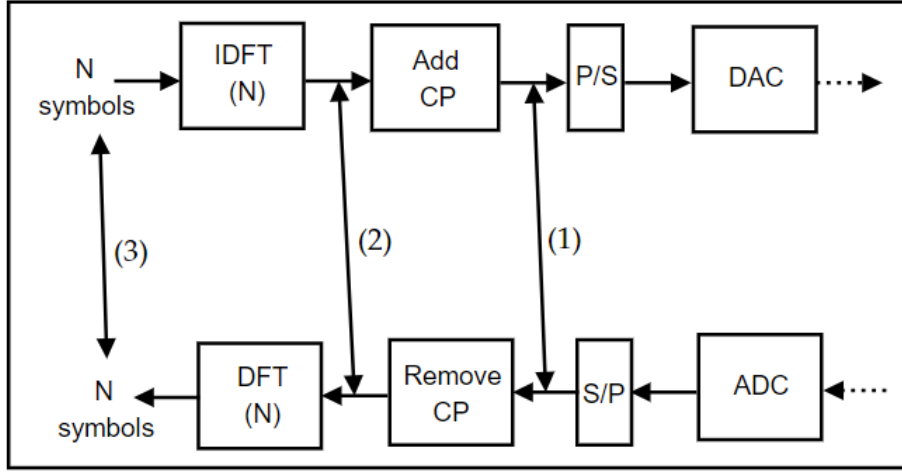 N
symbols
IDFT
(N)
Add
CP
P/S
DAC
(3)
(2)
(1)
N
symbols
DFT
(N)
Remove
CP
S/P
ADC